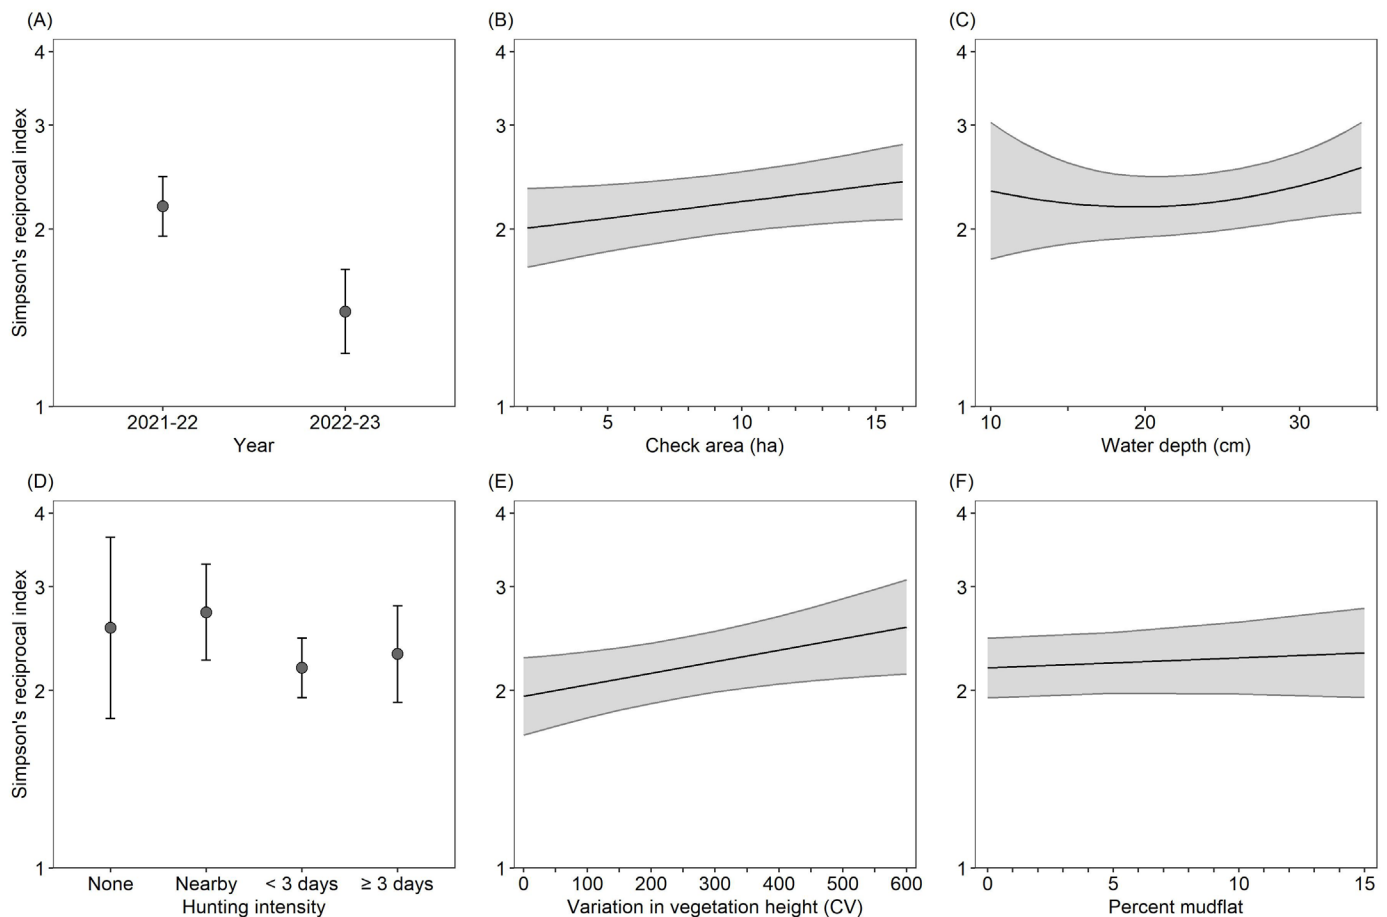 (A)
Simpson's reciprocal index
4
3
2
1
2021-22 2022-23
Year
(B)
4
3
2
1
5 10 15
Check area (ha)
(C)
4
3
2
1
10 20 30
Water depth (cm)
(D)
Simpson's reciprocal index
4
3
2
1
None Nearby < 3 days ≥ 3 days
Hunting intensity
(E)
4
3
2
1
0 100 200 300 400 500 600
Variation in vegetation height (CV)
(F)
4
3
2
1
0 5 10 15
Percent mudflat